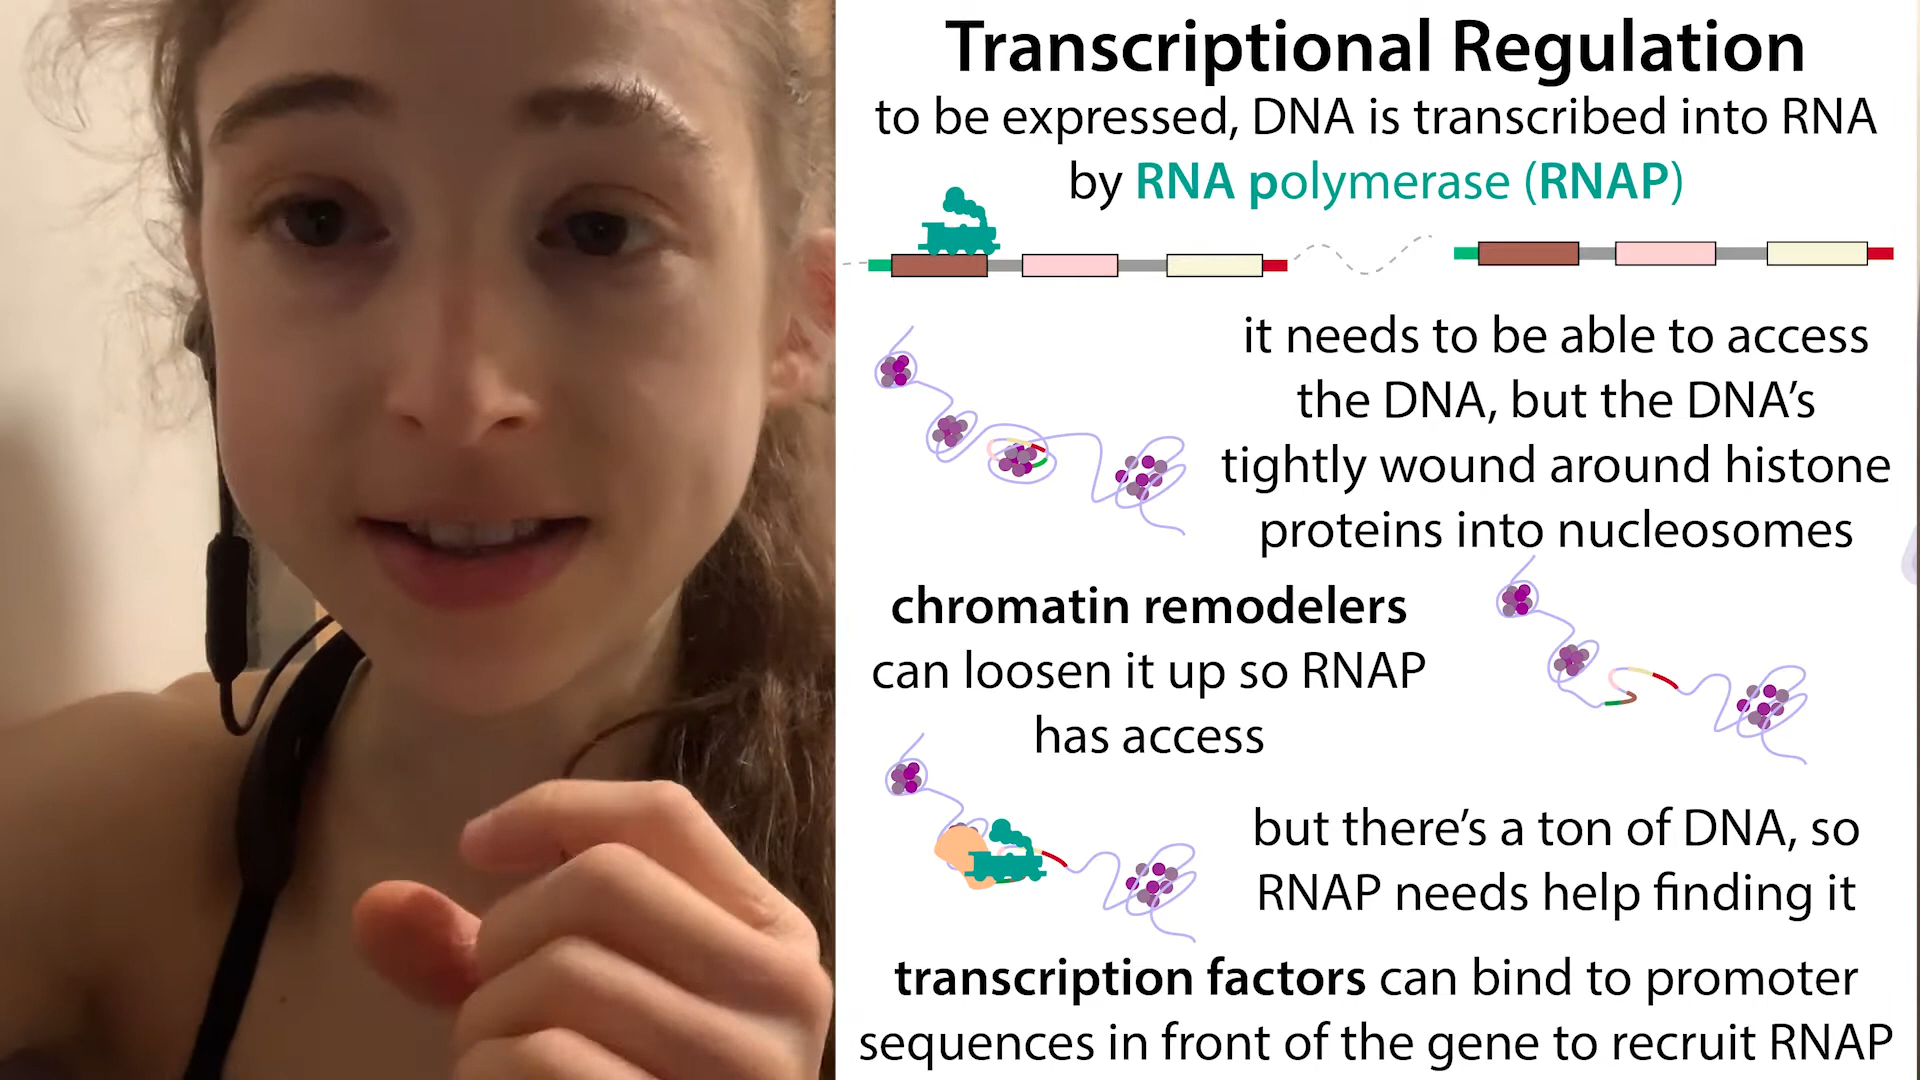 Transcriptional Regulation
to be expressed, DNA is transcribed into RNA
by RNA polymerase (RNAP)
it needs to be able to access
the DNA, but the DNA’s
tightly wound around histone
proteins into nucleosomes
chromatin remodelers
can loosen it up so RNAP
has access
but there’s a ton of DNA, so
RNAP needs help finding it
transcription factors can bind to promoter
sequences in front of the gene to recruit RNAP